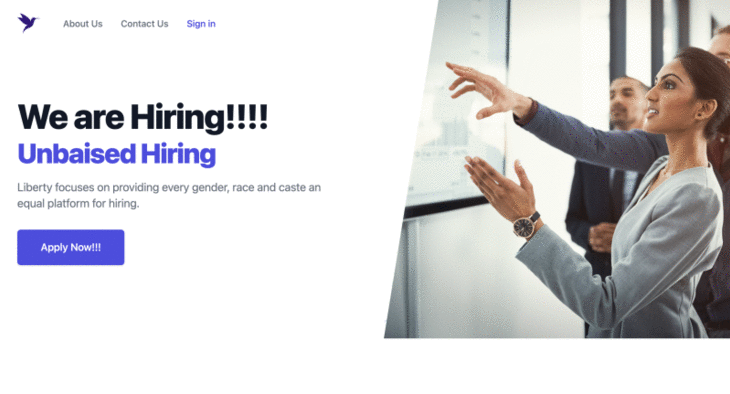 About Us Contact Us Sign in
We are Hiring!!!!
Unbaised Hiring
Liberty focuses on providing every gender, race and caste an
equal platform for hiring.
Apply Now!!!